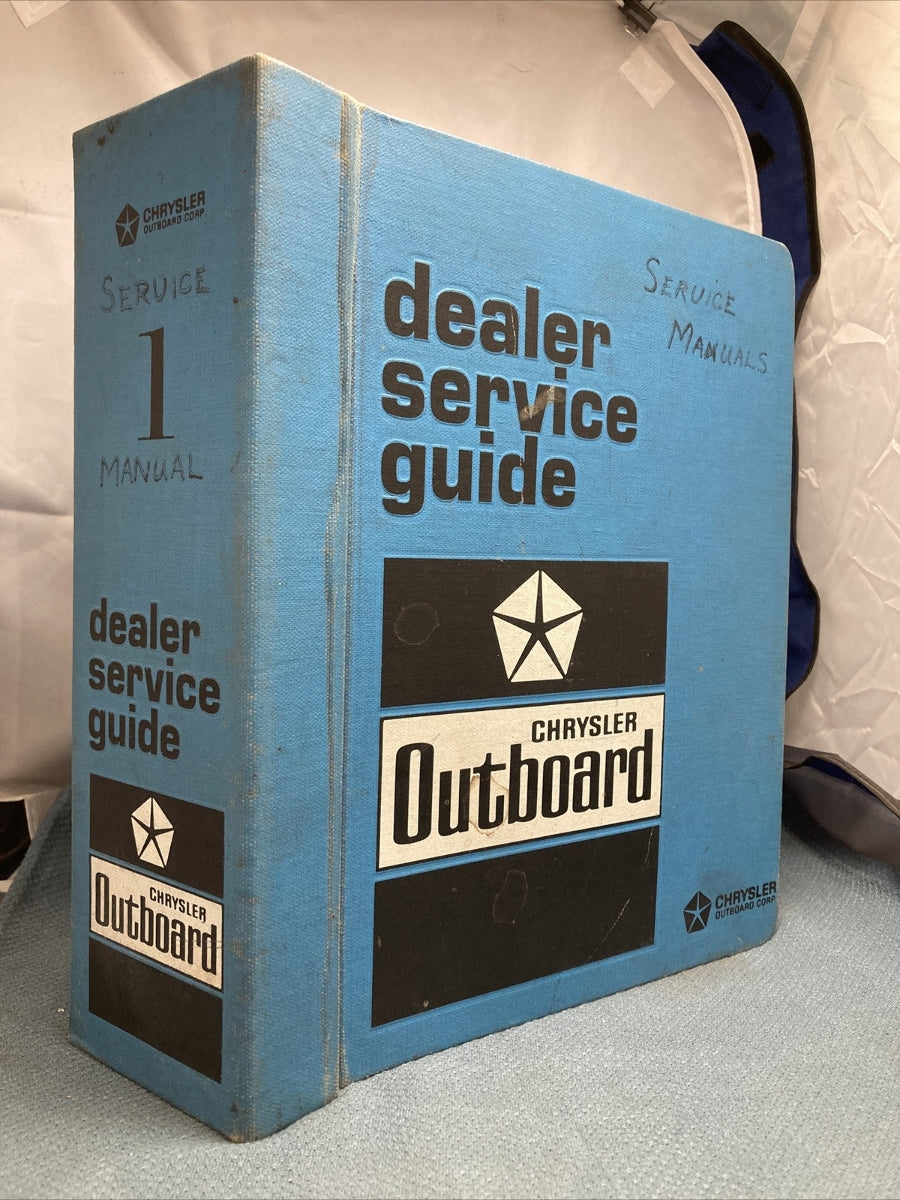 CHRYSLER
OUTBOARD CORP.
SERVICE
1
MANUAL
dealer
service
guide
CHRYSLER
Outboard
dealer
service
guide
SERVICE
MANUALS
CHRYSLER
Outboard
CHRYSLER
OUTBOARD CORP.